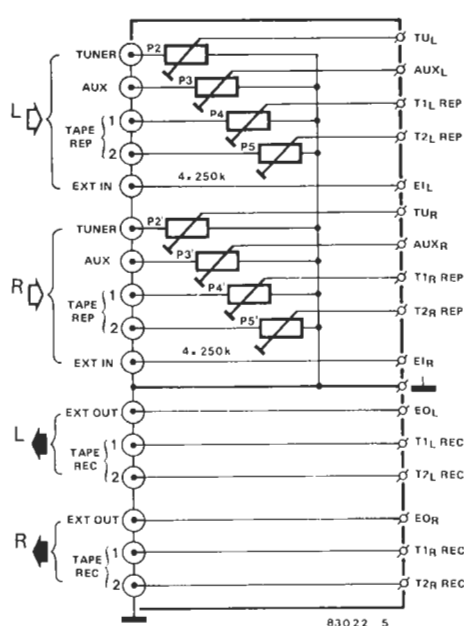 TUNER P2 TUL
AUX P3 AUXL
L TAPE REP 1 P4 T1L REP
2 P5 T2L REP
EXT IN 4 × 250k EIL
TUNER P2' TUR
AUX P3' AUXR
R TAPE REP 1 P4' T1R REP
2 P5' T2R REP
EXT IN 4 × 250k EIR
L EXT OUT EOL
TAPE REC 1 T1L REC
2 T2L REC
R EXT OUT EOR
TAPE REC 1 T1R REC
2 T2R REC
83022 5